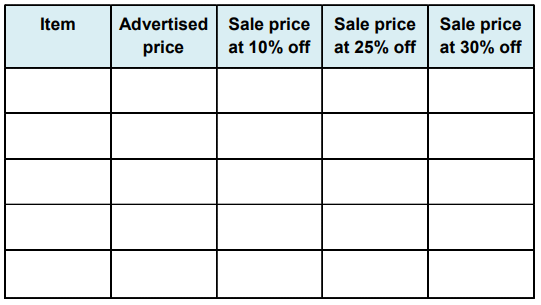 Item
Advertised
price
Sale price
at 10% off
Sale price
at 25% off
Sale price
at 30% off